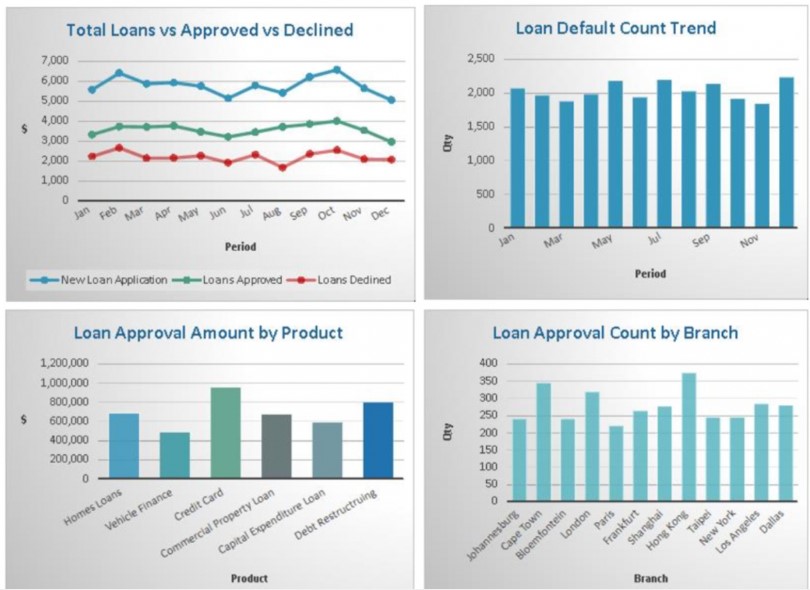 Total Loans vs Approved vs Declined
7,000
6,000
5,000
4,000
3,000
2,000
1,000
0
$
Jan Feb Mar Apr May Jun Jul Aug Sep Oct Nov Dec
Period
New Loan Application Loans Approved Loans Dedined
Loan Default Count Trend
2,500
2,000
1,500
1,000
500
0
Qty
Jan Mar May Jul Sep Nov
Period
Loan Approval Amount by Product
1,200,000
1,000,000
800,000
600,000
400,000
200,000
0
$
Homes Loans
Vehicle Finance
Credit Card
Commercial Property Loan
Capital Expenditure Loan
Debt Restructruing
Product
Loan Approval Count by Branch
400
350
300
250
200
150
100
50
0
Qty
Johannesburg
Cape Town
Bloemfontein
London
Paris
Frankfurt
Shanghai
Hong Kong
Taipei
New York
Los Angeles
Dallas
Branch